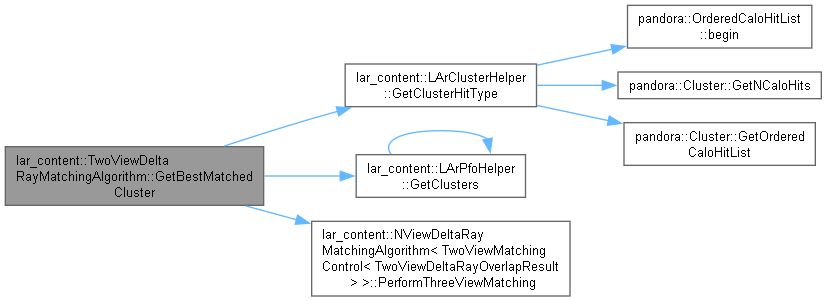 lar_content::TwoViewDelta
RayMatchingAlgorithm::GetBestMatched
Cluster
lar_content::LArClusterHelper
::GetClusterHitType
pandora::OrderedCaloHitList
::begin
pandora::Cluster::GetNCaloHits
pandora::Cluster::GetOrdered
CaloHitList
lar_content::LArPfoHelper
::GetClusters
lar_content::NViewDeltaRay
MatchingAlgorithm< TwoViewMatching
Control< TwoViewDeltaRayOverlapResult
> >::PerformThreeViewMatching